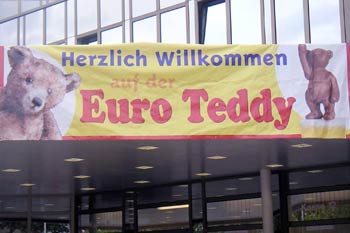 Herzlich Willkommen
auf der
Euro Teddy